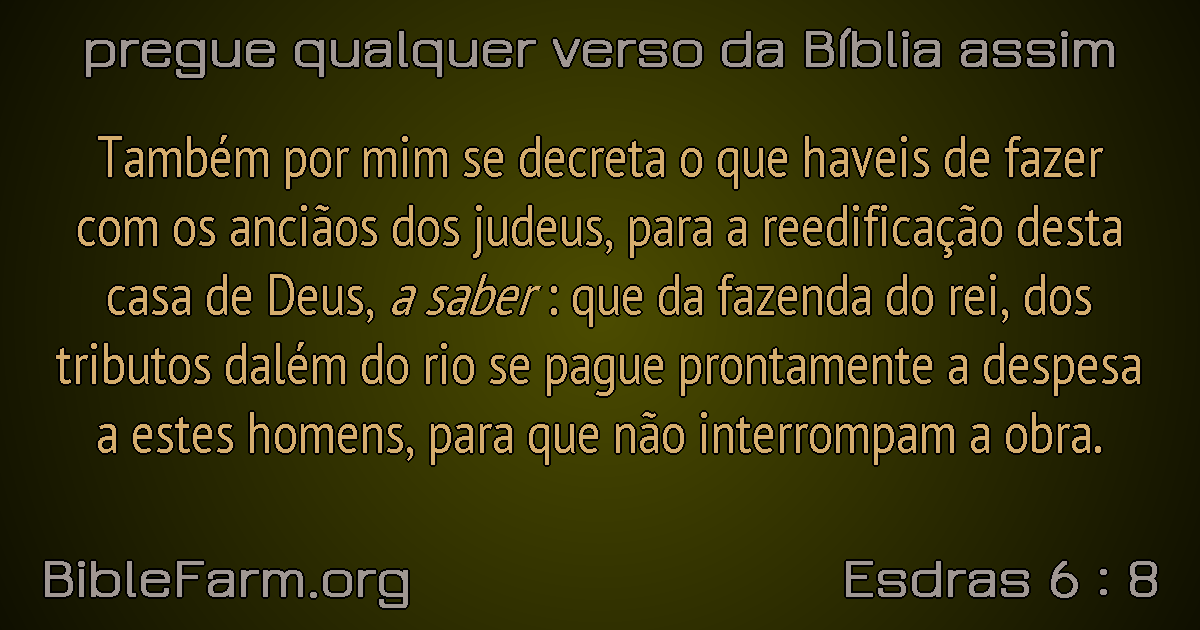 pregue qualquer verso da Bíblia assim
Também por mim se decreta o que haveis de fazer
com os anciãos dos judeus, para a reedificação desta
casa de Deus, a saber : que da fazenda do rei, dos
tributos dalém do rio se pague prontamente a despesa
a estes homens, para que não interrompam a obra.
BibleFarm.org
Esdras 6 : 8